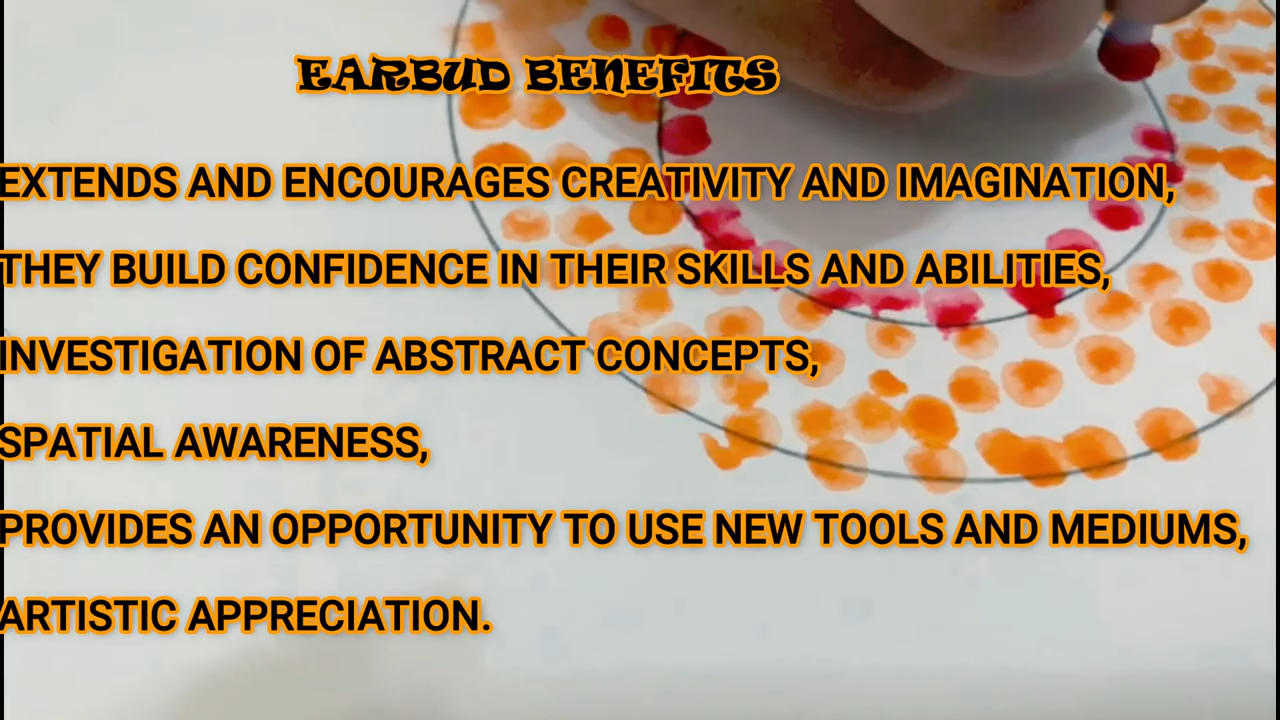 EARBUD BENEFITS
EXTENDS AND ENCOURAGES CREATIVITY AND IMAGINATION,
THEY BUILD CONFIDENCE IN THEIR SKILLS AND ABILITIES,
INVESTIGATION OF ABSTRACT CONCEPTS,
SPATIAL AWARENESS,
PROVIDES AN OPPORTUNITY TO USE NEW TOOLS AND MEDIUMS,
ARTISTIC APPRECIATION.